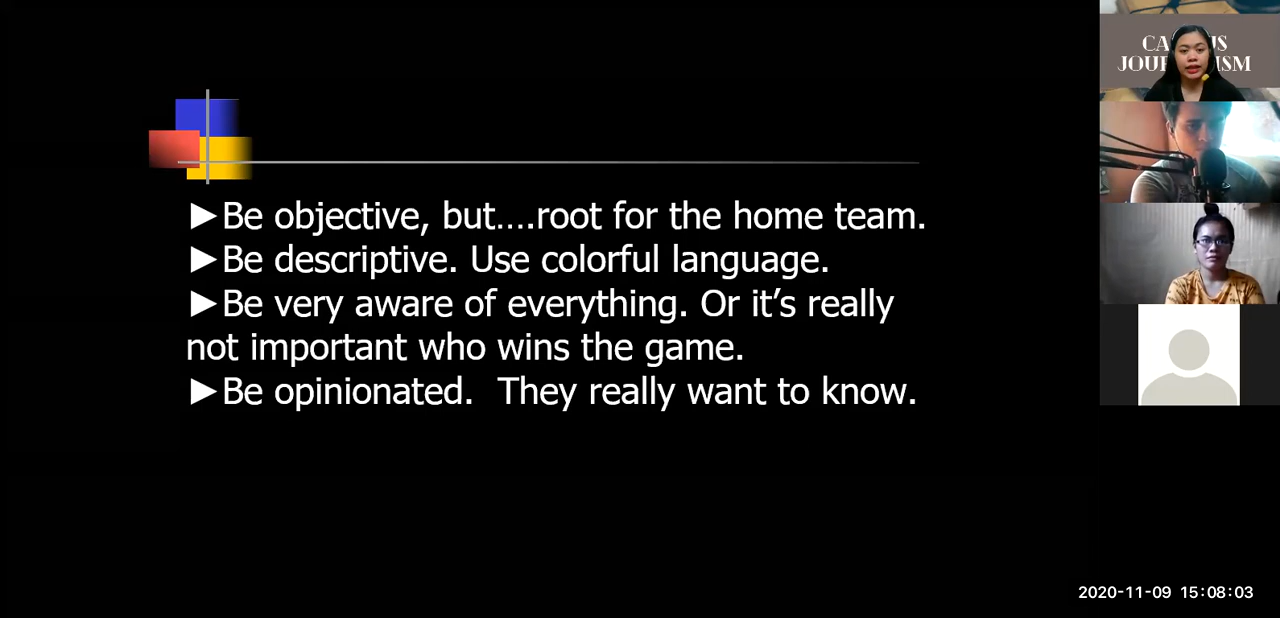 ►Be objective, but….root for the home team.
►Be descriptive. Use colorful language.
►Be very aware of everything. Or it's really
not important who wins the game.
►Be opinionated.  They really want to know.
2020-11-09 15:08:03